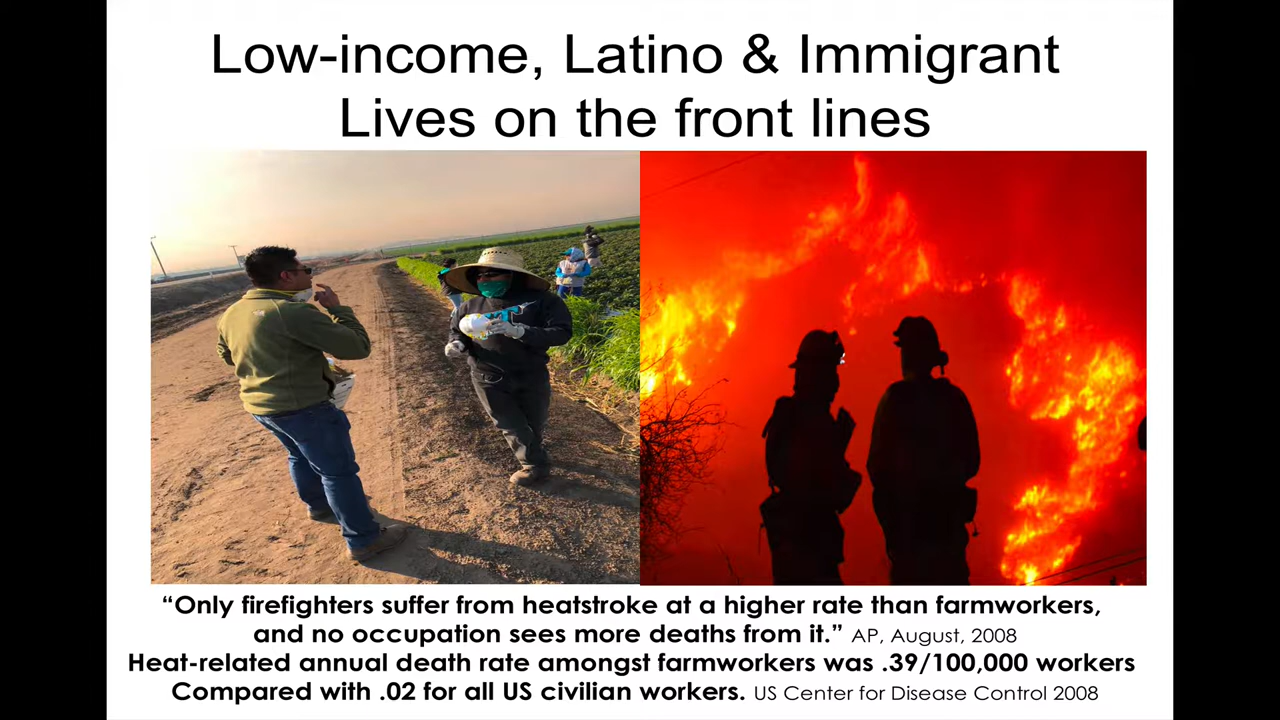 Low-income, Latino & Immigrant
Lives on the front lines
“Only firefighters suffer from heatstroke at a higher rate than farmworkers,
and no occupation sees more deaths from it.” AP, August, 2008
Heat-related annual death rate amongst farmworkers was .39/100,000 workers
Compared with .02 for all US civilian workers. US Center for Disease Control 2008